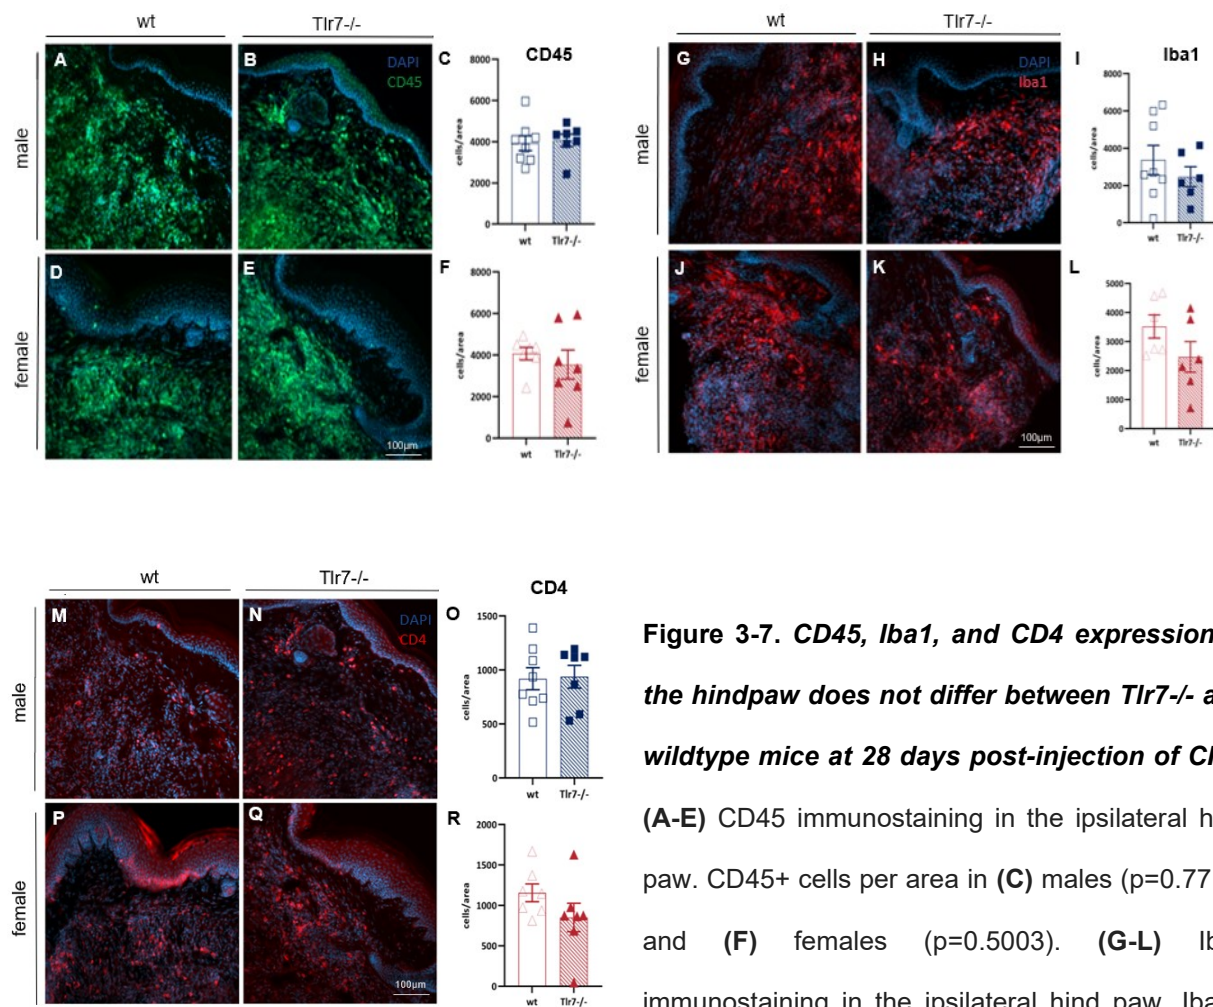 wt Tlr7-/-
male
female
A B DAPI
CD45
D E
100µm
C CD45
8000
6000
4000
2000
0
cells/area
wt Tlr7-/-
F
8000
6000
4000
2000
0
cells/area
wt Tlr7-/-
wt Tlr7-/-
male
female
G H DAPI
Iba1
J K
100µm
I Iba1
8000
6000
4000
2000
0
cells/area
wt Tlr7-/-
L
5000
4000
3000
2000
1000
0
cells/area
wt Tlr7-/-
wt Tlr7-/-
male
female
M N DAPI
CD4
P Q
100µm
O CD4
1500
1000
500
0
cells/area
wt Tlr7-/-
R
2000
1500
1000
500
0
cells/area
wt Tlr7-/-
Figure 3-7. CD45, Iba1, and CD4 expression
the hindpaw does not differ between Tlr7-/- a
wildtype mice at 28 days post-injection of
(A-E) CD45 immunostaining in the ipsilateral h
paw. CD45+ cells per area in (C) males (p=0.77
and (F) females (p=0.5003). (G-L) Ib
immunostaining in the ipsilateral hind paw. Iba